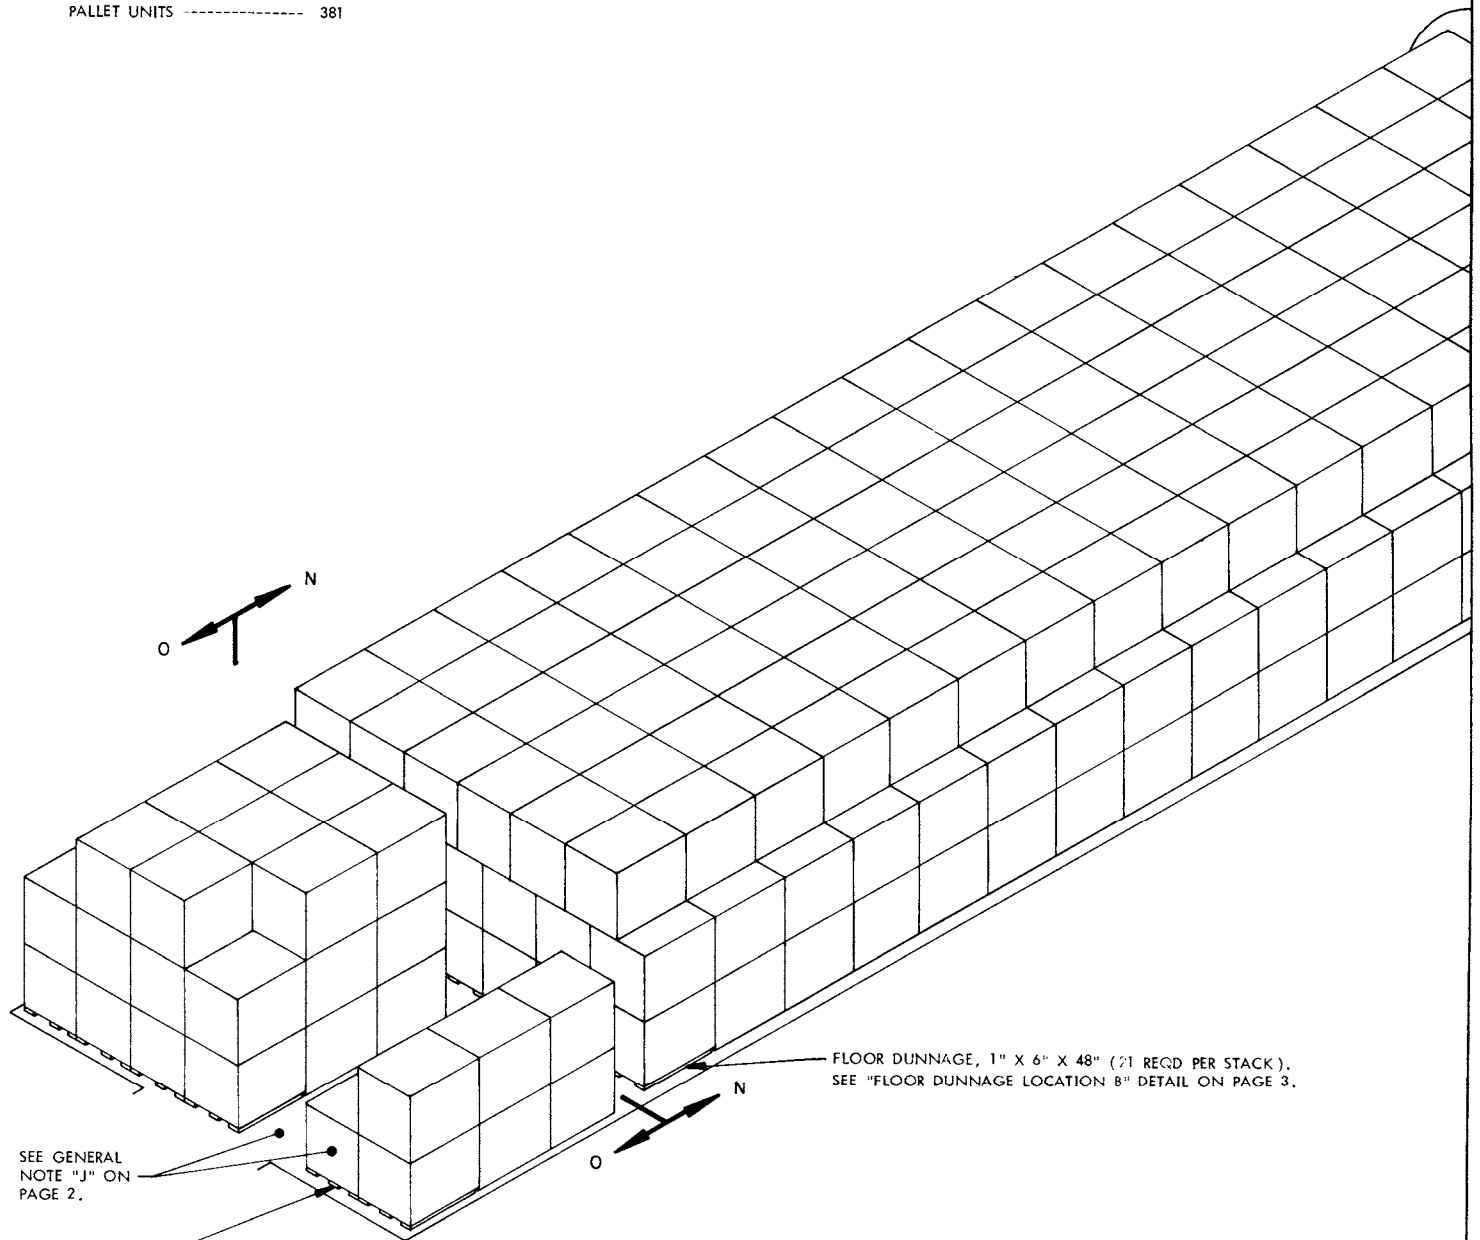 PALLET UNITS --------------- 381
N
O
FLOOR DUNNAGE, 1" X 6" X 48" (21 REQD PER STACK).
SEE "FLOOR DUNNAGE LOCATION B" DETAIL ON PAGE 3.
N
O
SEE GENERAL
NOTE "J" ON
PAGE 2.